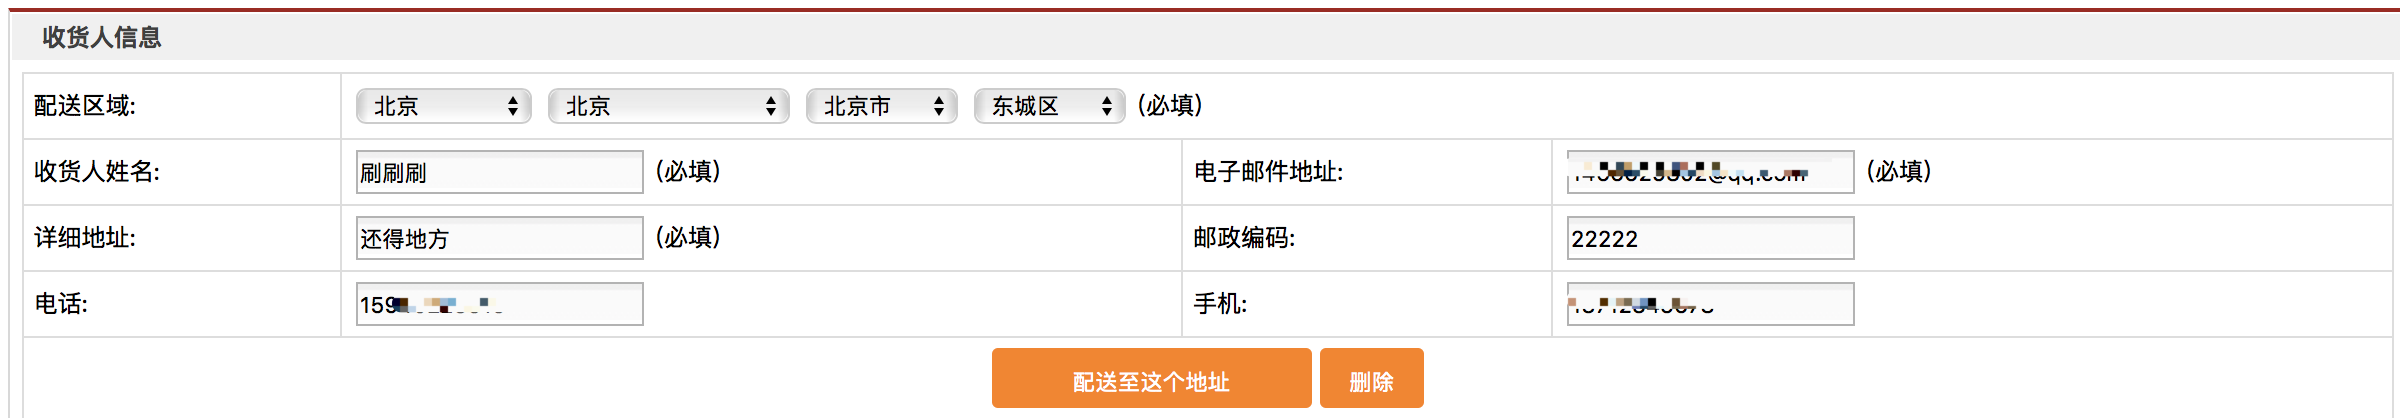 收货人信息
配送区域: 北京 北京 北京市 东城区 (必填)
收货人姓名: 刷刷刷 (必填) 电子邮件地址: @qq.com (必填)
详细地址: 还得地方 (必填) 邮政编码: 22222
电话: 159 手机:
配送至这个地址 删除